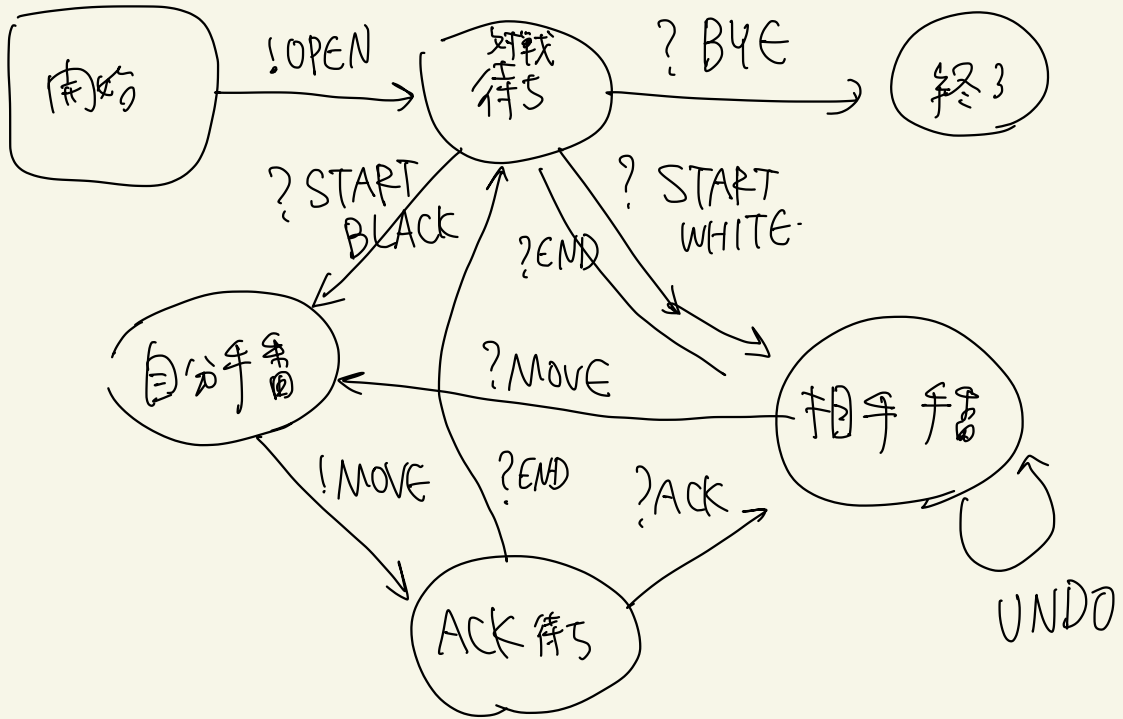 開始
!OPEN
対戦
待ち
? BYE
終了
? START
BLACK
? START
WHITE
?END
自分手番
?MOVE
相手手番
!MOVE
?END
?ACK
ACK待ち
UNDO